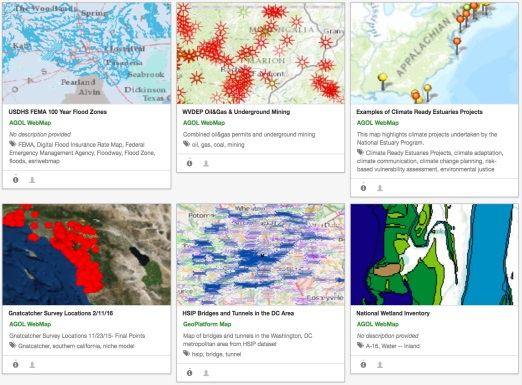 The Woodlands
Spring
Katy
Pasadena
Seabrook
Pearland
Alvin
Dickinson
Texas C
USDHS FEMA 100 Year Flood Zones
AGOL WebMap
No description provided
FEMA, Digital Flood Insurance Rate Map, Federal
Emergency Management Agency, Floodway, Flood Zone,
floods, esriwebmap
MONONGALIA
MARION
Fairmont
WVDEP Oil&Gas & Underground Mining
AGOL WebMap
Combined oil&gas permits and underground mining
oil, gas, coal, mining
APPALACHIAN
Examples of Climate Ready Estuaries Projects
AGOL WebMap
This map highlights climate projects undertaken by the
National Estuary Program.
Climate Ready Estuaries Projects, climate adaptation,
climate communication, climate change planning, risk-
based vulnerability assessment, environmental justice
Gnatcatcher Survey Locations 2/11/16
AGOL WebMap
Gnatcatcher Survey Locations 11/23/15- Final Points
Gnatcatcher, southern california, niche model
Wheaton
HSIP Bridges and Tunnels in the DC Area
GeoPlatform Map
Map of bridges and tunnels in the Washington, DC
metropolitan area from HSIP dataset
hsip, bridge, tunnel
National Wetland Inventory
AGOL WebMap
No description provided
A-16, Water -- Inland